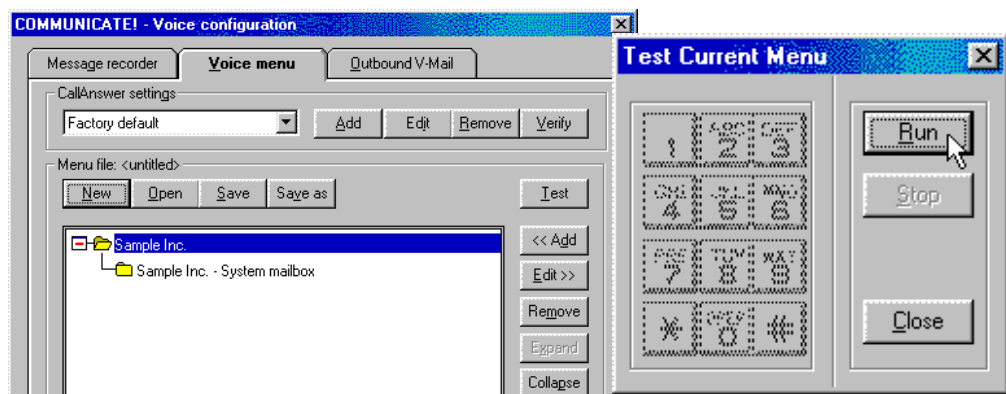 COMMUNICATE! - Voice configuration
Message recorder Voice menu Outbound V-Mail
CallAnswer settings
Factory default Add Edit Remove Verify
Menu file: <untitled>
New Open Save Save as Test
Sample Inc.
Sample Inc. - System mailbox
<< Add
Edit >>
Remove
Expand
Collapse
Test Current Menu
1 ABC 2 DEF 3
GHI 4 JKL 5 MNO 6
PRS 7 TUV 8 WXY 9
* OPER 0 #
Run
Stop
Close